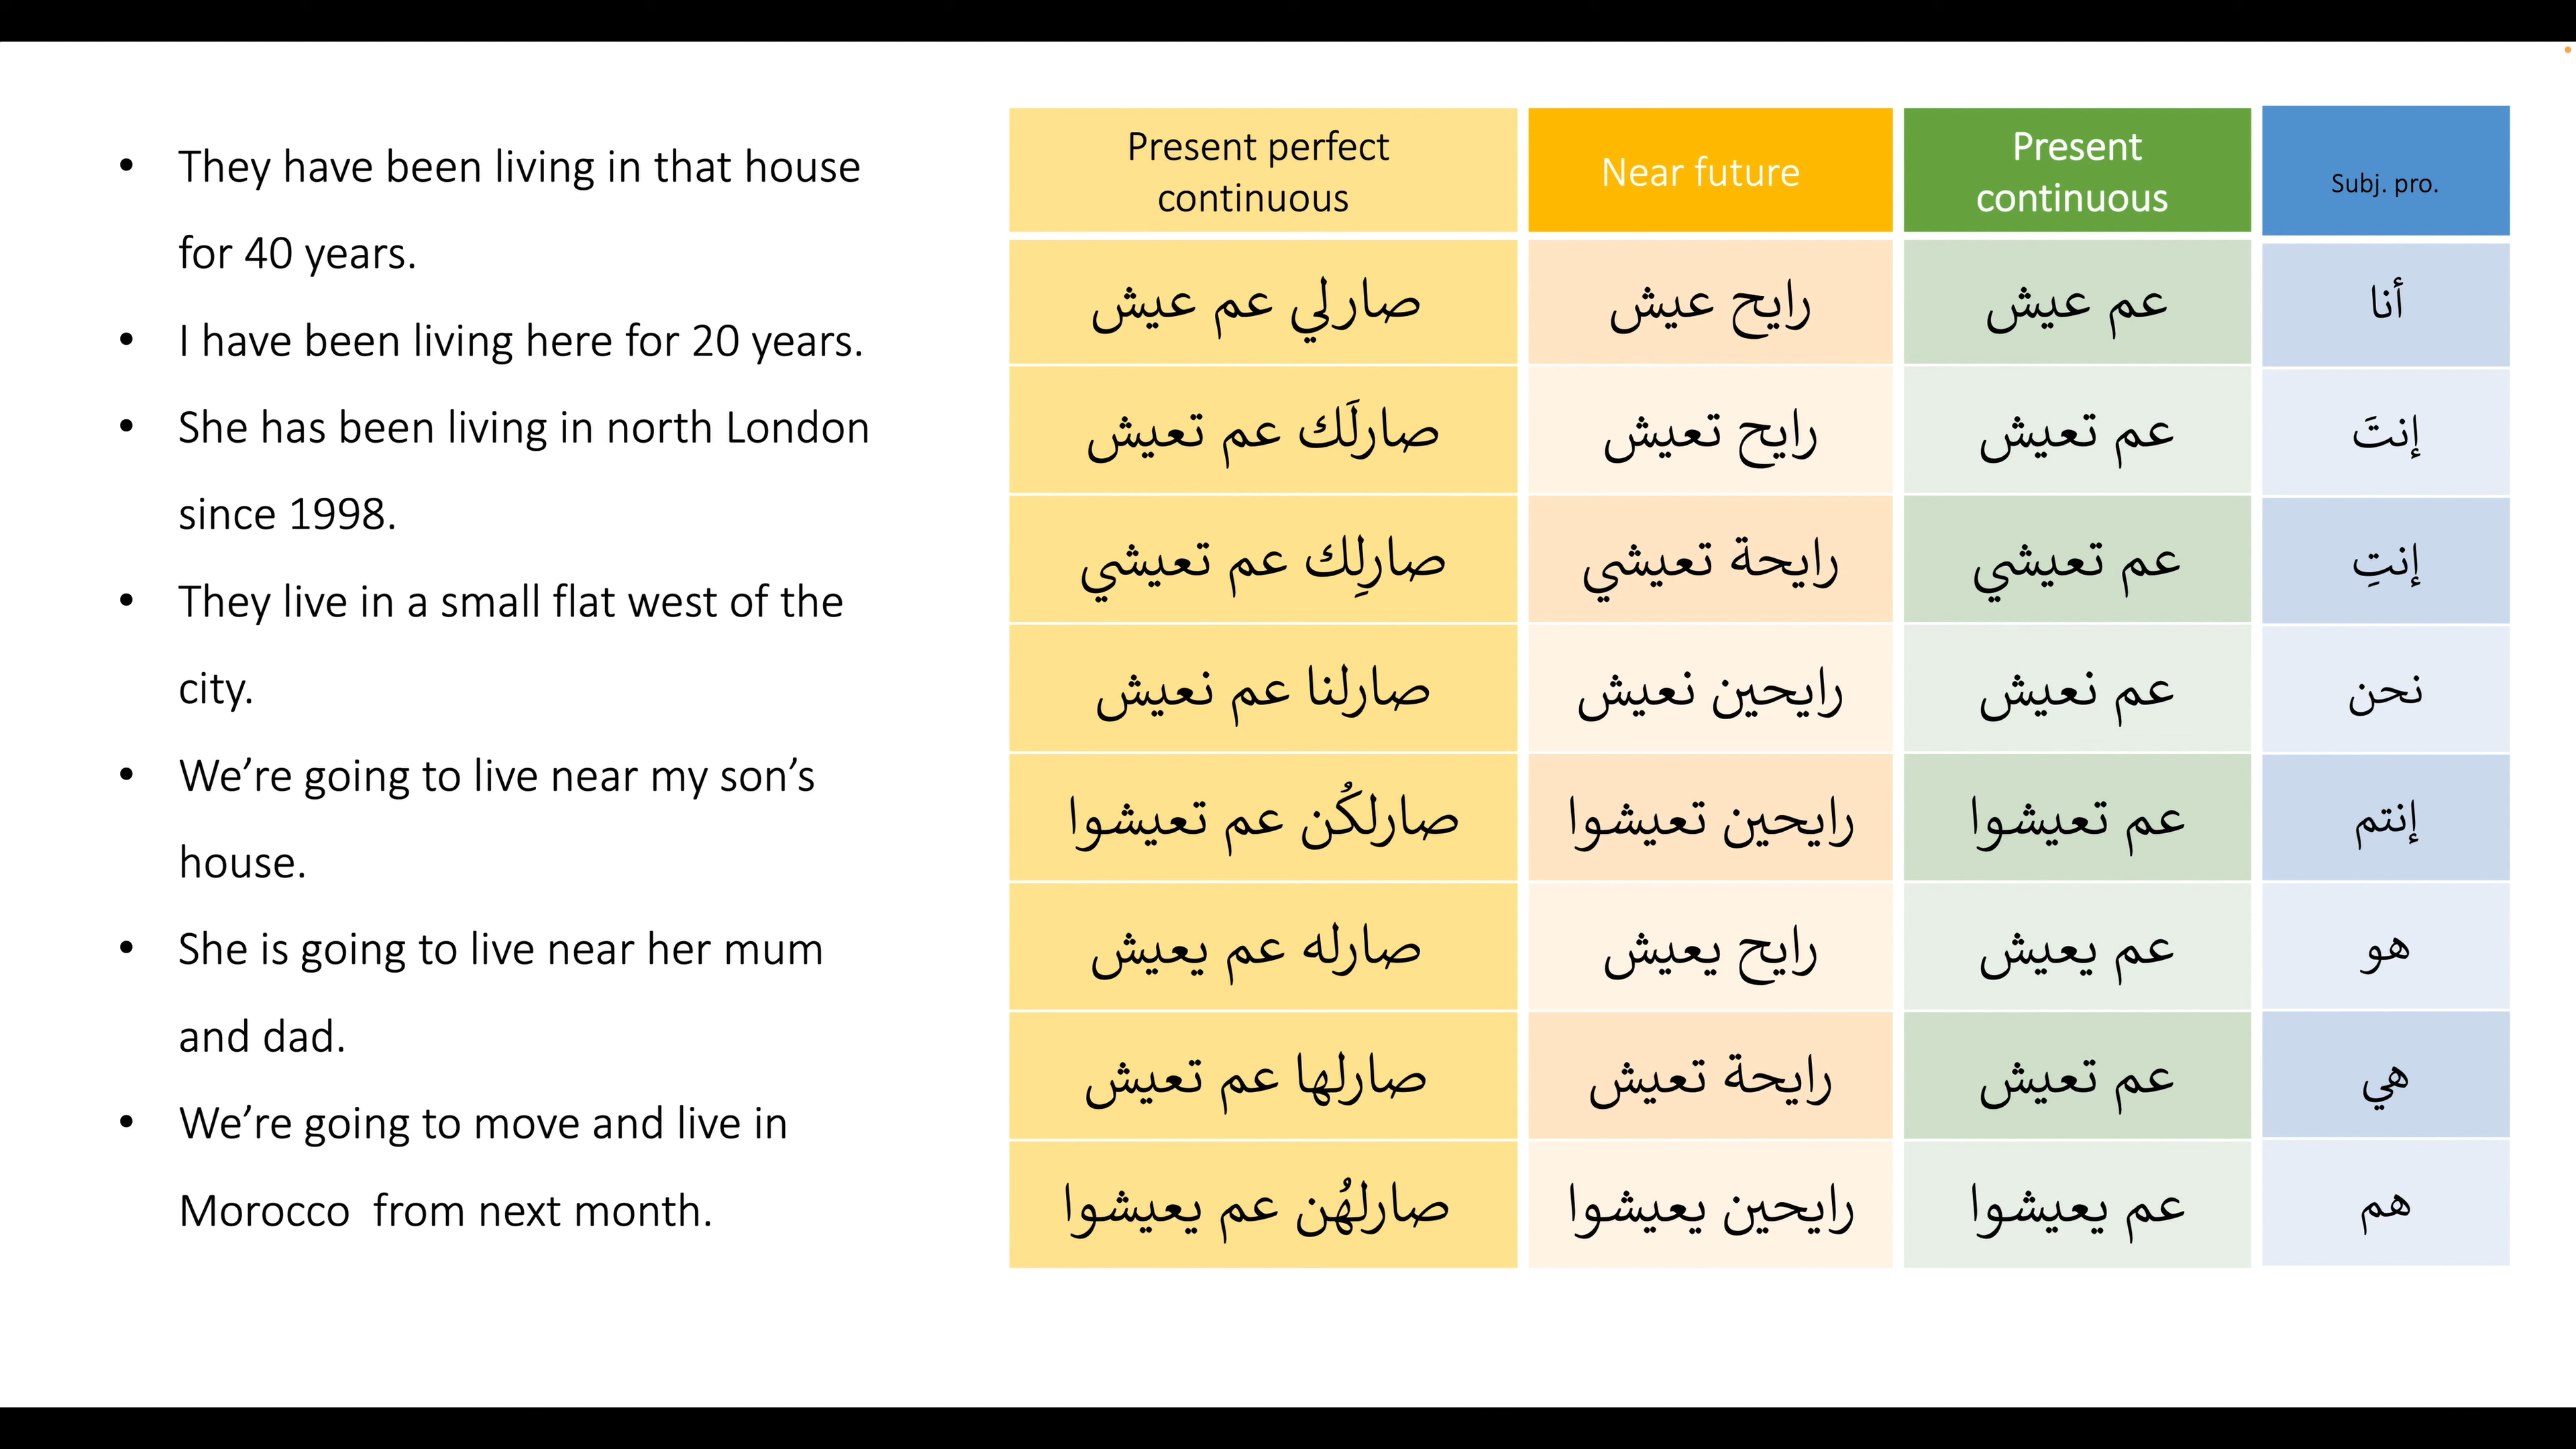 • They have been living in that house
for 40 years.
• I have been living here for 20 years.
• She has been living in north London
since 1998.
• They live in a small flat west of the
city.
• We’re going to live near my son’s
house.
• She is going to live near her mum
and dad.
• We’re going to move and live in
Morocco  from next month.
Present perfect
continuous
Near future
Present
continuous
Subj. pro.
صارلي عم عيش
رايح عيش
عم عيش
أنا
صارلَك عم تعيش
رايح تعيش
عم تعيش
إنتَ
صارلِك عم تعيشي
رايحة تعيشي
عم تعيشي
إنتِ
صارلنا عم نعيش
رايحين نعيش
عم نعيش
نحن
صارلكُن عم تعيشوا
رايحين تعيشوا
عم تعيشوا
إنتم
صارله عم يعيش
رايح يعيش
عم يعيش
هو
صارلها عم تعيش
رايحة تعيش
عم تعيش
هي
صارلهُن عم يعيشوا
رايحين يعيشوا
عم يعيشوا
هم